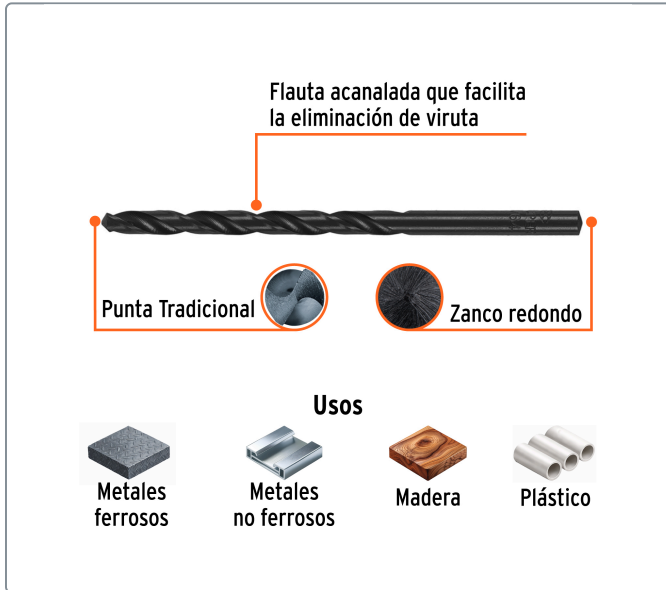 Flauta acanalada que facilita
la eliminación de viruta
Punta Tradicional
Zanco redondo
Usos
Metales
ferrosos
Metales
no ferrosos
Madera
Plástico